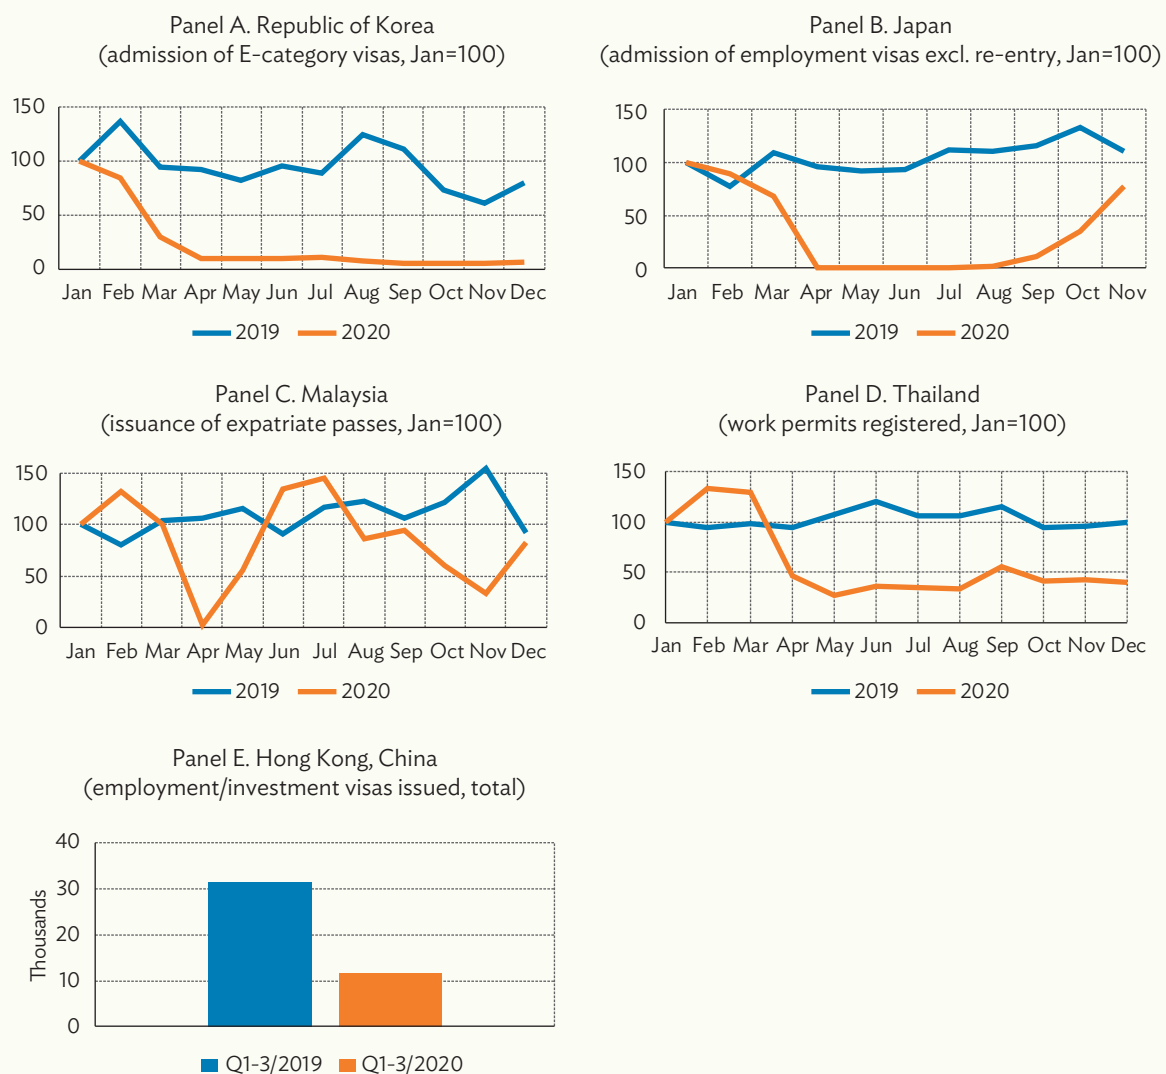 Panel A. Republic of Korea
(admission of E-category visas, Jan=100)
150
100
50
0
Jan Feb Mar Apr May Jun Jul Aug Sep Oct Nov Dec
2019 2020
Panel B. Japan
(admission of employment visas excl. re-entry, Jan=100)
150
100
50
0
Jan Feb Mar Apr May Jun Jul Aug Sep Oct Nov
2019 2020
Panel C. Malaysia
(issuance of expatriate passes, Jan=100)
150
100
50
0
Jan Feb Mar Apr May Jun Jul Aug Sep Oct Nov Dec
2019 2020
Panel D. Thailand
(work permits registered, Jan=100)
150
100
50
0
Jan Feb Mar Apr May Jun Jul Aug Sep Oct Nov Dec
2019 2020
Panel E. Hong Kong, China
(employment/investment visas issued, total)
Thousands
40
30
20
10
0
Q1-3/2019 Q1-3/2020